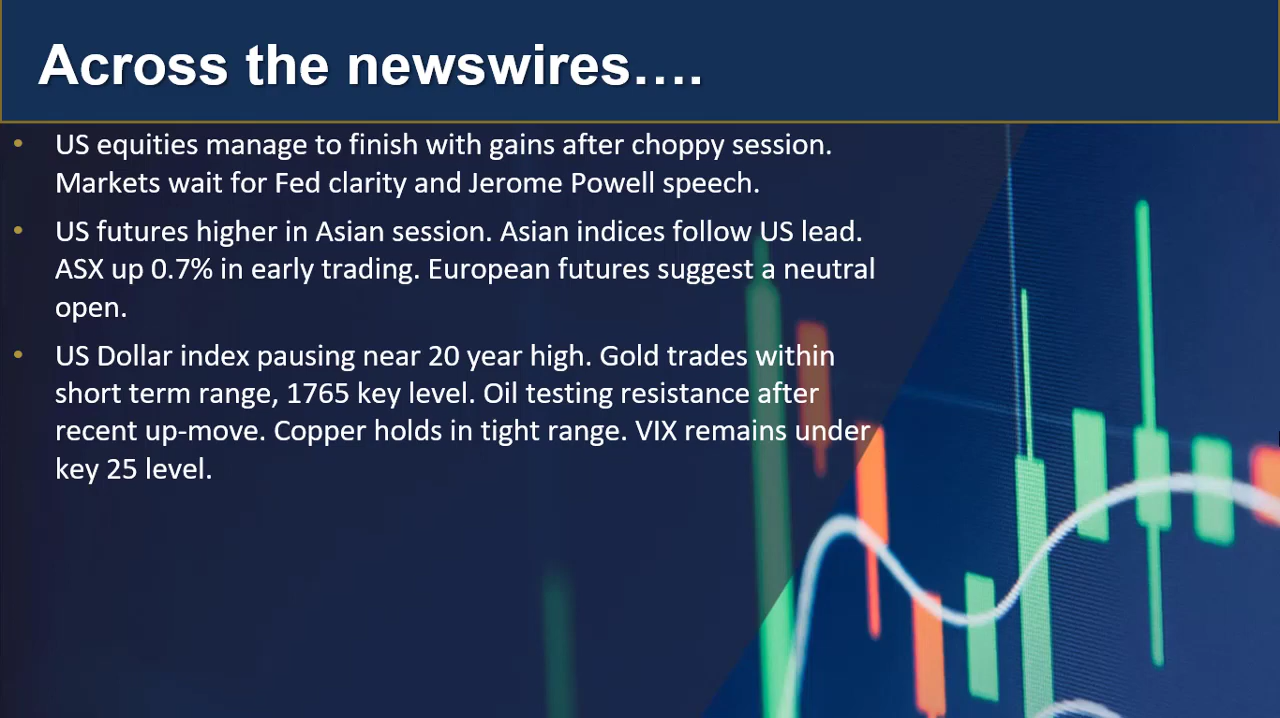 Across the newswires….
• US equities manage to finish with gains after choppy session.
Markets wait for Fed clarity and Jerome Powell speech.
• US futures higher in Asian session. Asian indices follow US lead.
ASX up 0.7% in early trading. European futures suggest a neutral
open.
• US Dollar index pausing near 20 year high. Gold trades within
short term range, 1765 key level. Oil testing resistance after
recent up-move. Copper holds in tight range. VIX remains under
key 25 level.